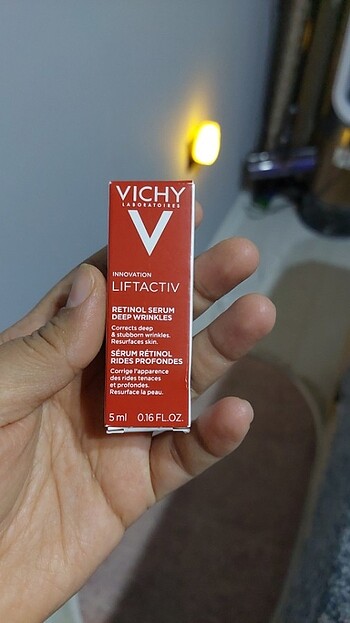 VICHY
LABORATOIRES
V
INNOVATION
LIFTACTIV
RETINOL SERUM
DEEP WRINKLES
Corrects deep
& stubborn wrinkles.
Resurfaces skin.
SÉRUM RÉTINOL
RIDES PROFONDES
Corrige l'apparence
des rides tenaces
et profondes.
Resurface la peau.
5 ml 0.16 FL.OZ.